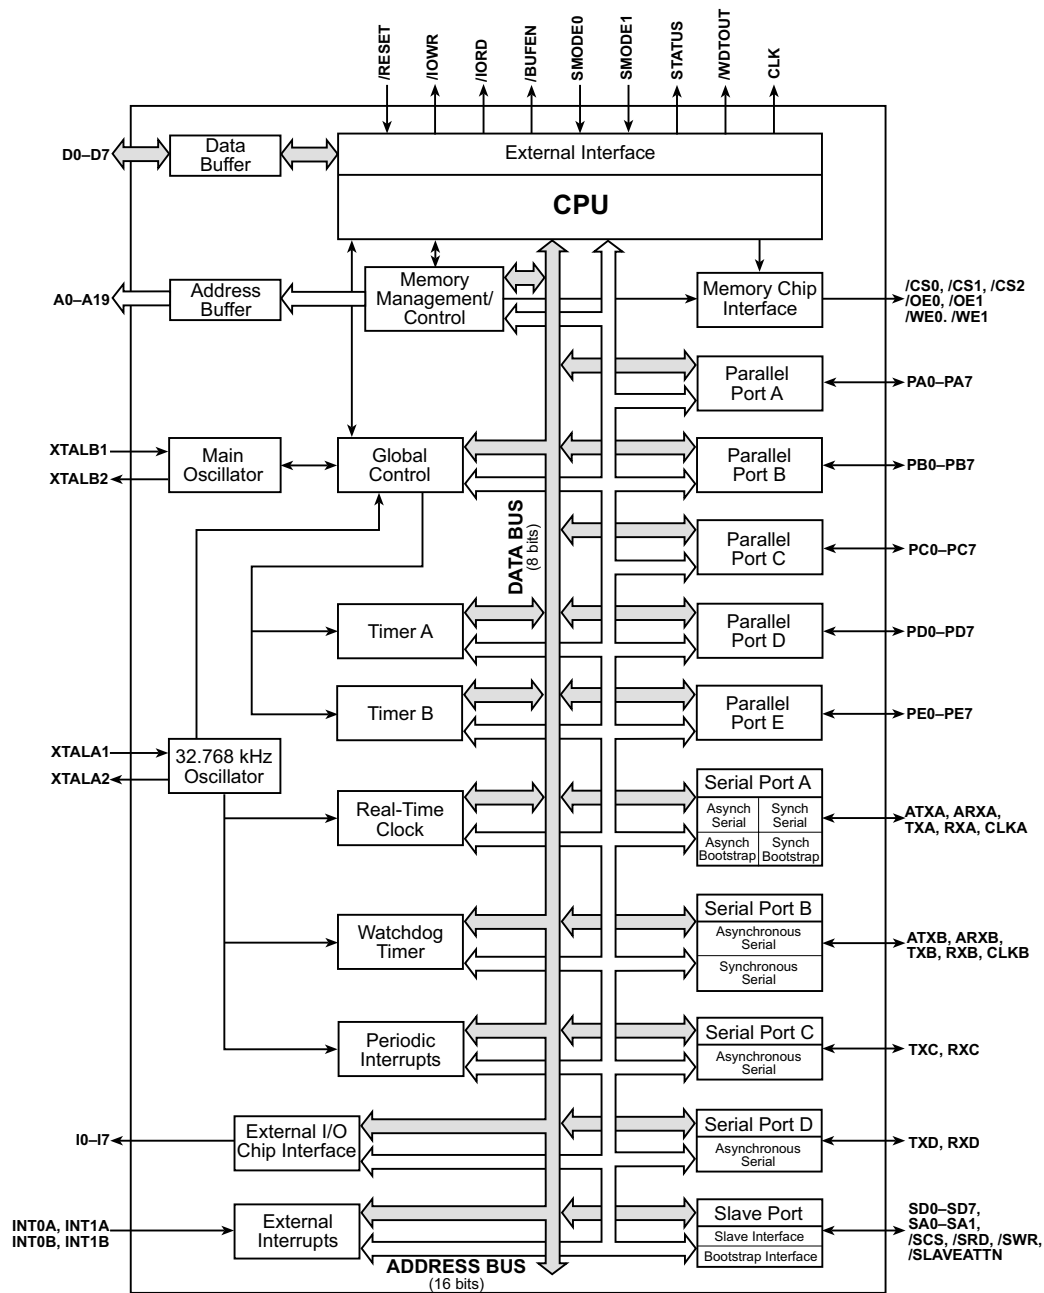 /RESET
/IOWR
/IORD
/BUFEN
SMODE0
SMODE1
STATUS
/WDTOUT
CLK
D0–D7
Data
Buffer
External Interface
CPU
A0–A19
Address
Buffer
Memory
Management/
Control
Memory Chip
Interface
/CS0, /CS1, /CS2
/OE0, /OE1
/WE0. /WE1
Parallel
Port A
PA0–PA7
XTALB1
XTALB2
Main
Oscillator
Global
Control
Parallel
Port B
PB0–PB7
DATA BUS
(8 bits)
Parallel
Port C
PC0–PC7
Timer A
Parallel
Port D
PD0–PD7
Timer B
Parallel
Port E
PE0–PE7
XTALA1
XTALA2
32.768 kHz
Oscillator
Real-Time
Clock
Serial Port A
Asynch
Serial
Synch
Serial
Asynch
Bootstrap
Synch
Bootstrap
ATXA, ARXA,
TXA, RXA, CLKA
Watchdog
Timer
Serial Port B
Asynchronous
Serial
Synchronous
Serial
ATXB, ARXB,
TXB, RXB, CLKB
Periodic
Interrupts
Serial Port C
Asynchronous
Serial
TXC, RXC
I0–I7
External I/O
Chip Interface
Serial Port D
Asynchronous
Serial
TXD, RXD
INT0A, INT1A
INT0B, INT1B
External
Interrupts
Slave Port
Slave Interface
Bootstrap Interface
SD0–SD7,
SA0–SA1,
/SCS, /SRD, /SWR,
/SLAVEATTN
ADDRESS BUS
(16 bits)